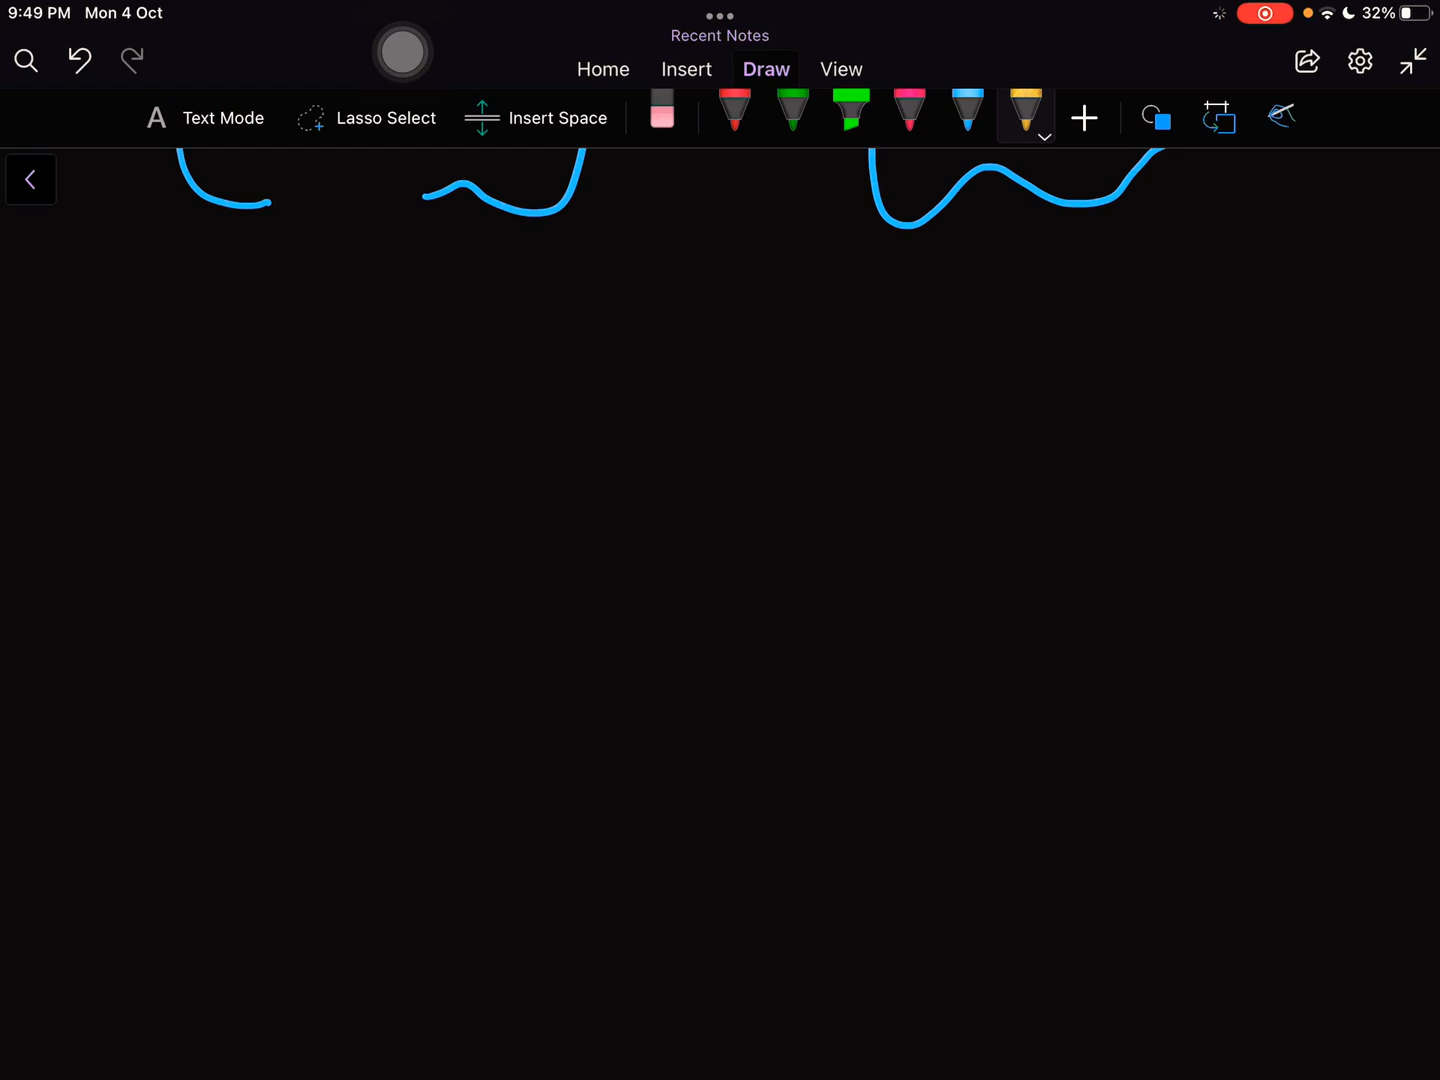 9:49 PM Mon 4 Oct
32%
Recent Notes
Home Insert Draw View
A Text Mode Lasso Select Insert Space